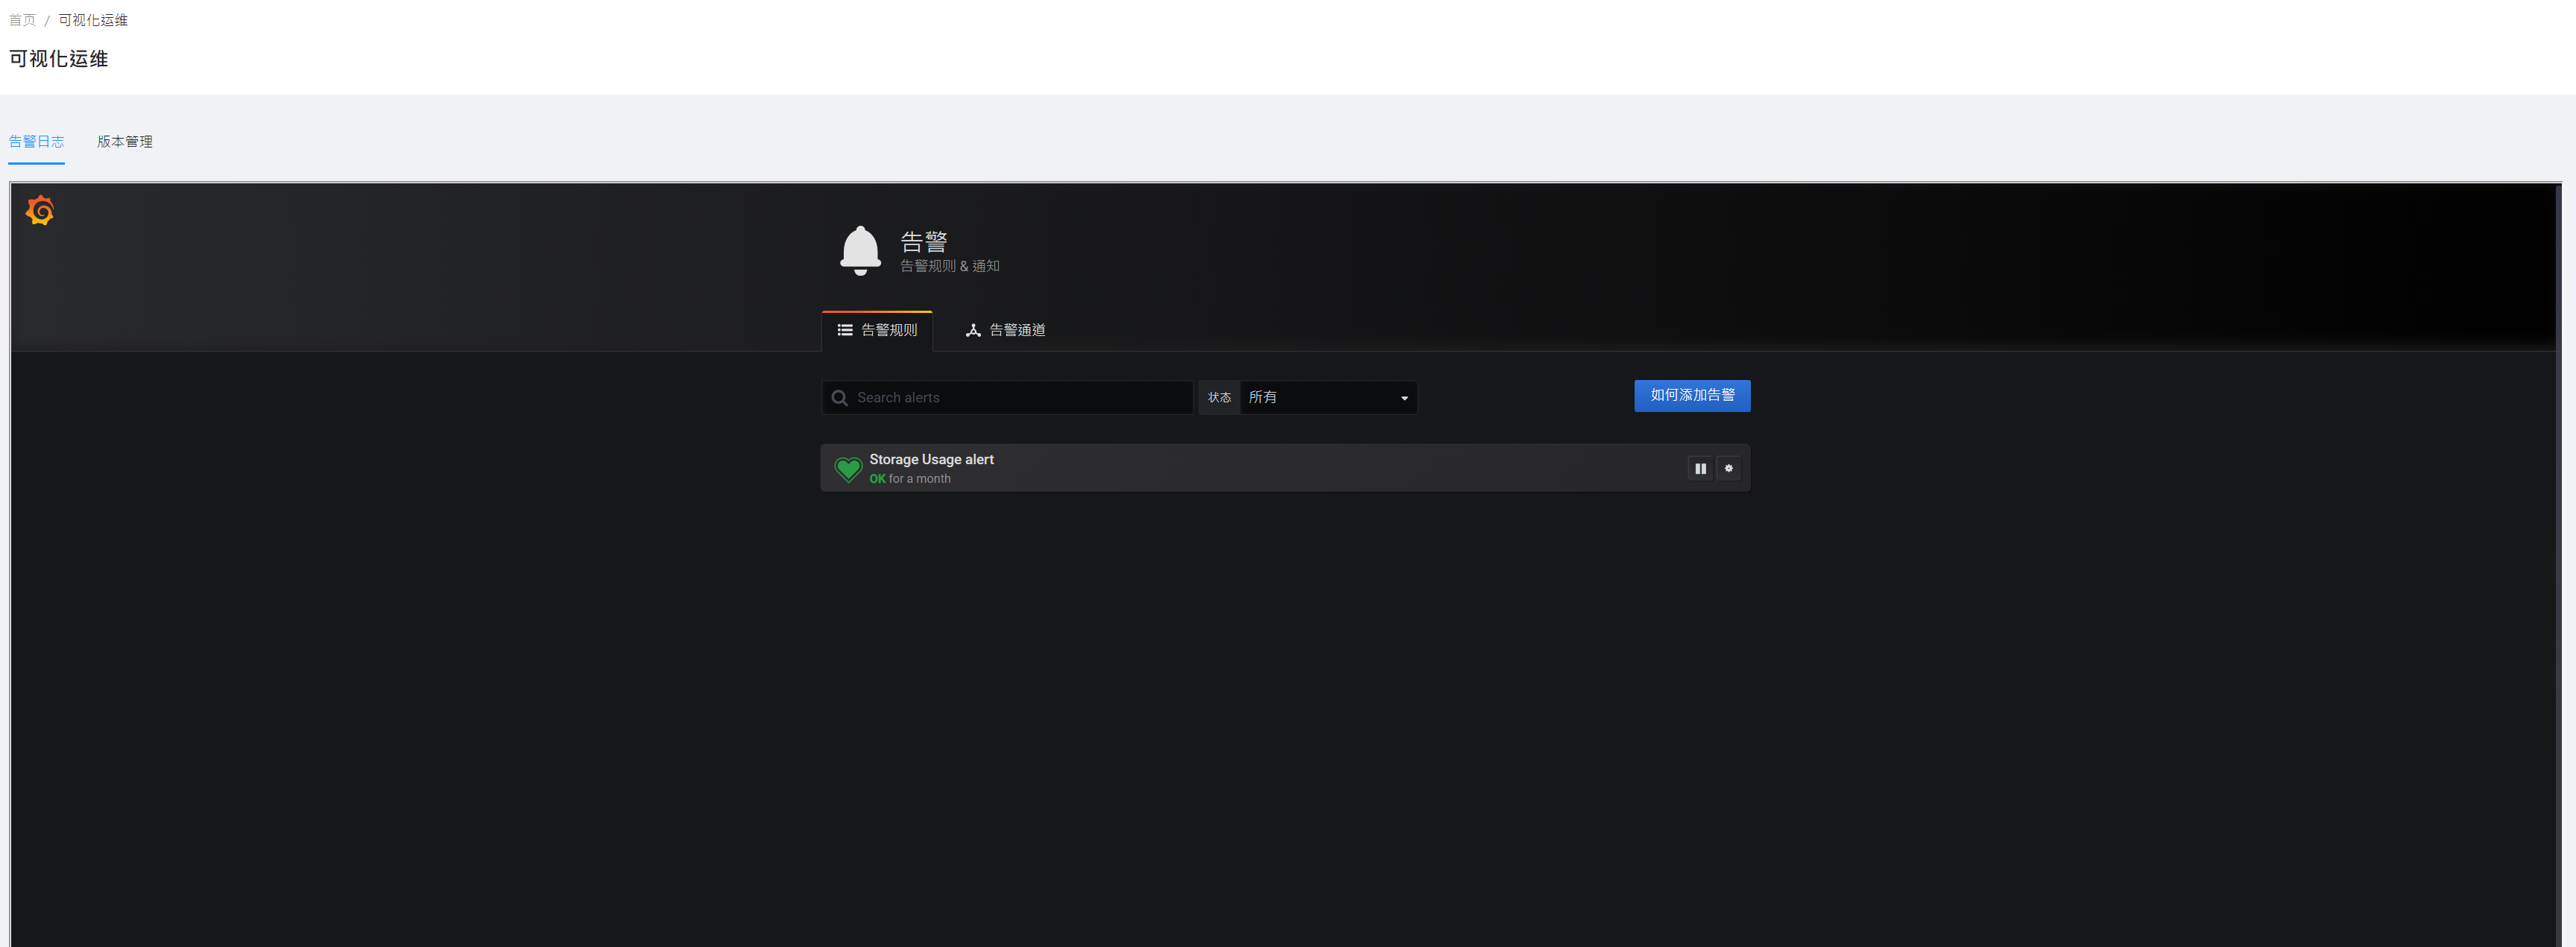 首页 / 可视化运维
可视化运维
告警日志 版本管理
告警
告警规则 & 通知
告警规则 告警通道
Search alerts 状态 所有 如何添加告警
Storage Usage alert
OK for a month